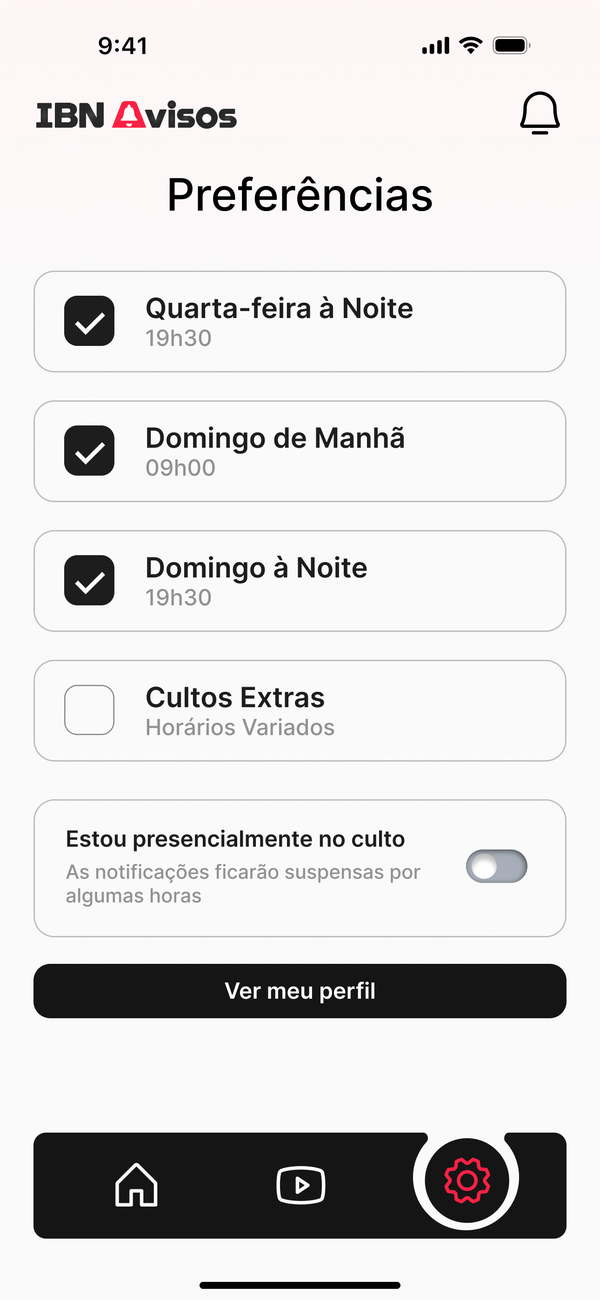 9:41
IBN Avisos
Preferências
Quarta-feira à Noite
19h30
Domingo de Manhã
09h00
Domingo à Noite
19h30
Cultos Extras
Horários Variados
Estou presencialmente no culto
As notificações ficarão suspensas por
algumas horas
Ver meu perfil